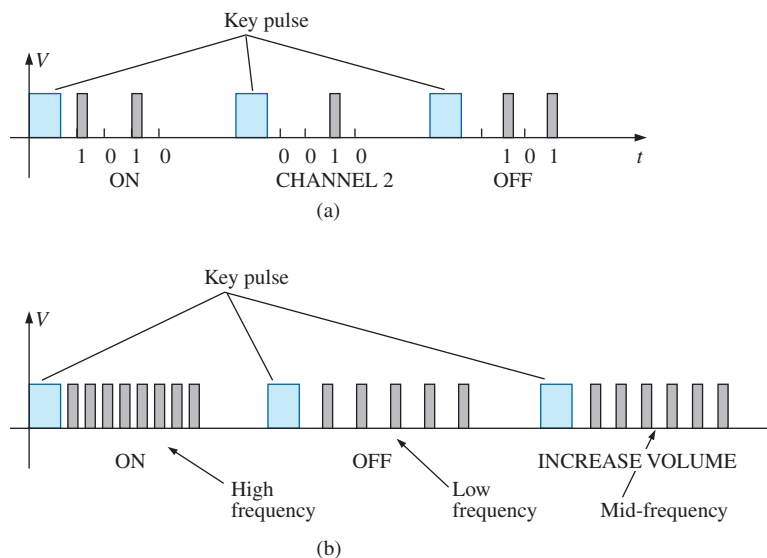 Key pulse
V
1 0 1 0 0 0 1 0 1 0 1 t
ON CHANNEL 2 OFF
(a)
Key pulse
V
ON OFF INCREASE VOLUME
High
frequency
Low
frequency
Mid-frequency
(b)